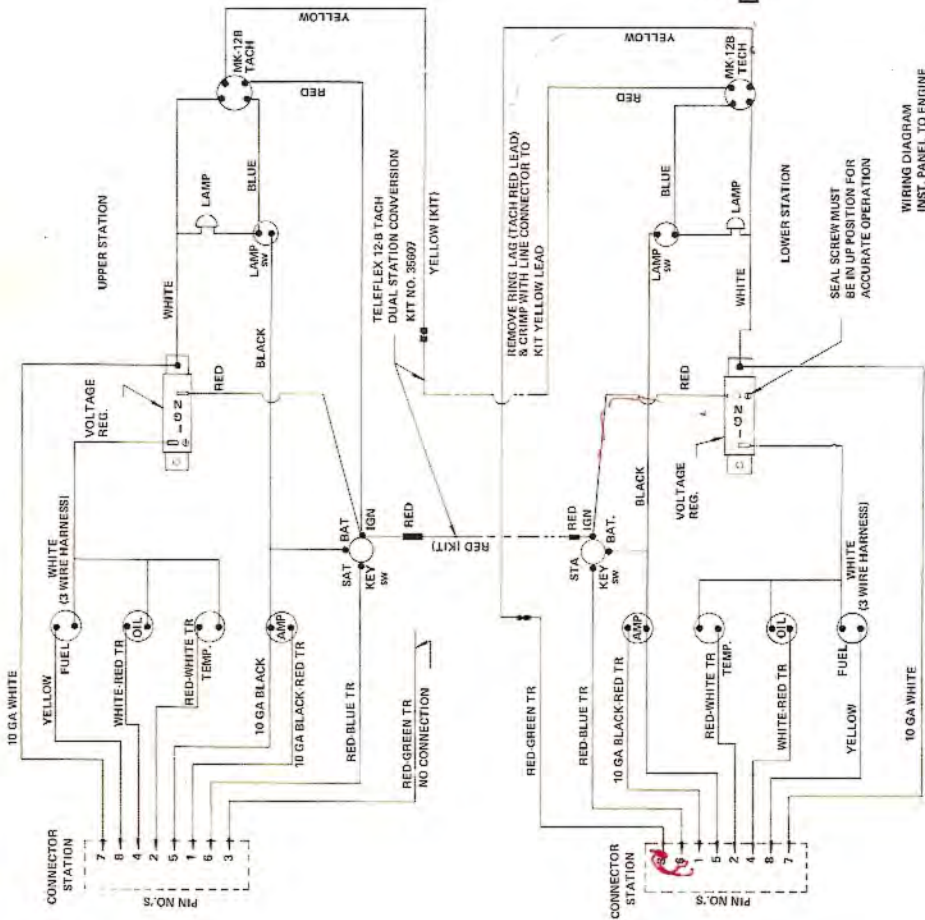 UPPER STATION
YELLOW
MK-12B
TACH
RED
BLUE
LAMP
LAMP
SW
WHITE
BLACK
VOLTAGE
REG.
I G N
RED
WHITE
(3 WIRE HARNESS)
FUEL
OIL
TEMP.
AMP
BAT
IGN
SAT
KEY
SW
10 GA WHITE
YELLOW
WHITE-RED TR
RED-WHITE TR
10 GA BLACK
10 GA BLACK-RED TR
RED-BLUE TR
RED-GREEN TR
NO CONNECTION
CONNECTOR
STATION
PIN NO.'S
7
8
4
2
5
1
6
3
TELEFLEX 12-B TACH
DUAL STATION CONVERSION
KIT NO. 35607
YELLOW (KIT)
RED
RED (KIT)
REMOVE RING LAG (TACH RED LEAD)
& CRIMP WITH LINE CONNECTOR TO
KIT YELLOW LEAD
YELLOW
MK-12B
TECH
RED
BLUE
LAMP
LAMP
SW
WHITE
LOWER STATION
BLACK
RED
VOLTAGE
REG.
I G N
SEAL SCREW MUST
BE IN UP POSITION FOR
ACCURATE OPERATION
RED
IGN
STA
BAT.
KEY
SW
AMP
TEMP.
OIL
FUEL
WHITE
(3 WIRE HARNESS)
RED-GREEN TR
RED-BLUE TR
10 GA BLACK-RED TR
RED-WHITE TR
WHITE-RED TR
YELLOW
10 GA WHITE
CONNECTOR
STATION
PIN NO.'S
6
1
5
2
4
8
7
WIRING DIAGRAM
INST. PANEL TO ENGINE